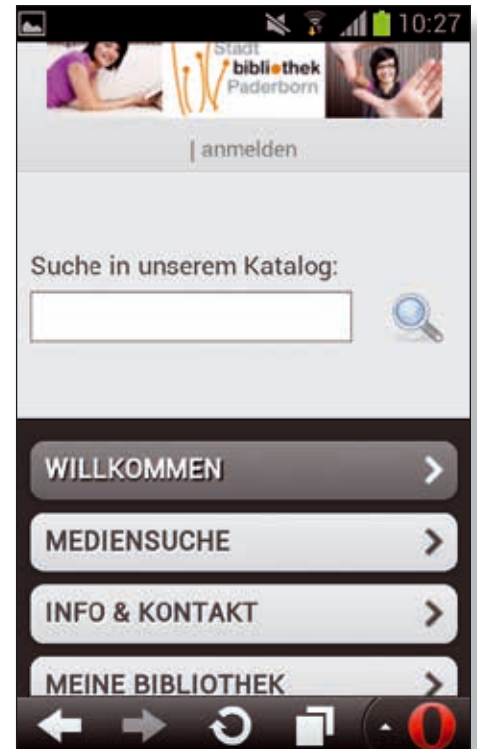 10:27
Stadt
bibliothek
Paderborn
| anmelden
Suche in unserem Katalog:
WILLKOMMEN
MEDIENSUCHE
INFO & KONTAKT
MEINE BIBLIOTHEK